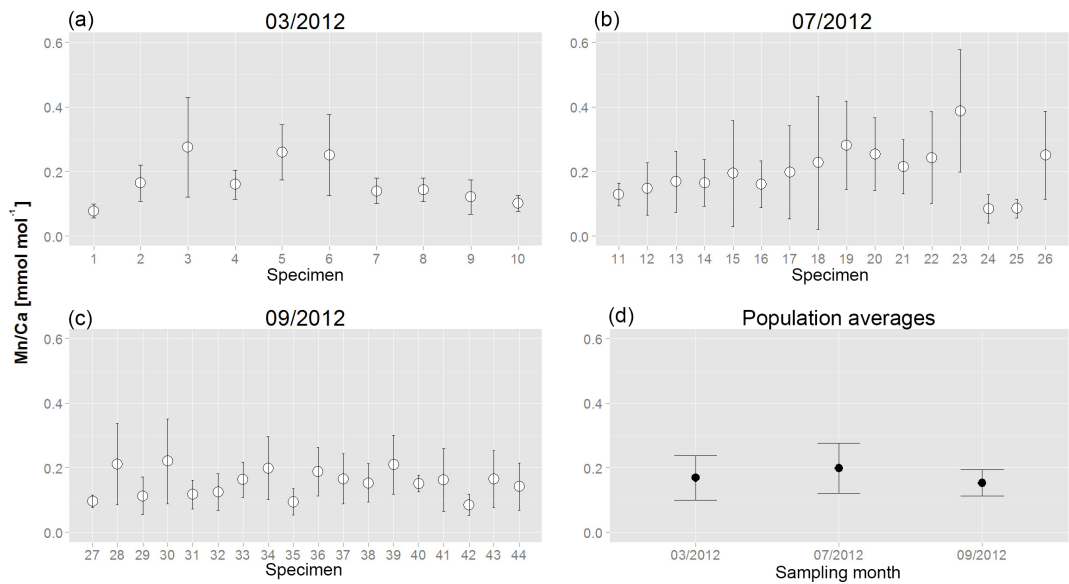 (a) 03/2012
0.6
0.4
0.2
0.0
1 2 3 4 5 6 7 8 9 10
Specimen
(b) 07/2012
0.6
0.4
0.2
0.0
11 12 13 14 15 16 17 18 19 20 21 22 23 24 25 26
Specimen
Mn/Ca [mmol mol⁻¹]
(c) 09/2012
0.6
0.4
0.2
0.0
27 28 29 30 31 32 33 34 35 36 37 38 39 40 41 42 43 44
Specimen
(d) Population averages
0.6
0.4
0.2
0.0
03/2012 07/2012 09/2012
Sampling month